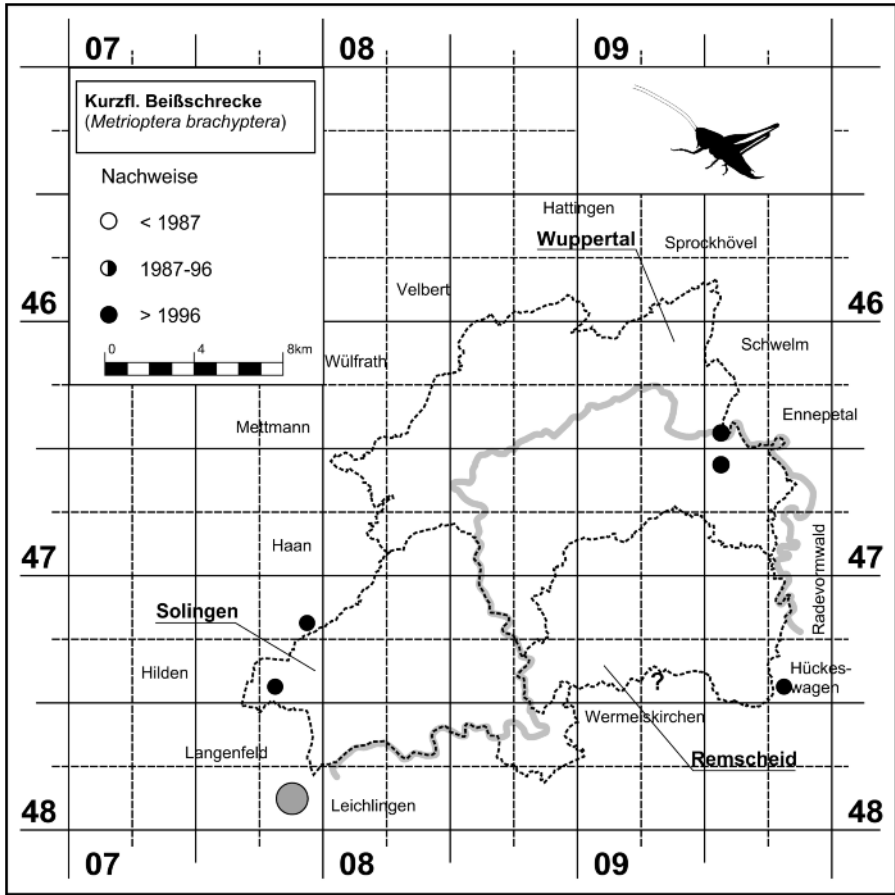 07
08
09
Kurzfl. Beißschrecke
(Metrioptera brachyptera)
Nachweise
< 1987
1987-96
> 1996
0 4 8km
Hattingen
Wuppertal
Sprockhövel
Velbert
46
46
Schwelm
Wülfrath
Ennepetal
Mettmann
Haan
47
47
Radevormwald
Solingen
Hilden
?
Hückes-
wagen
Wermelskirchen
Langenfeld
Remscheid
Leichlingen
48
48
07
08
09